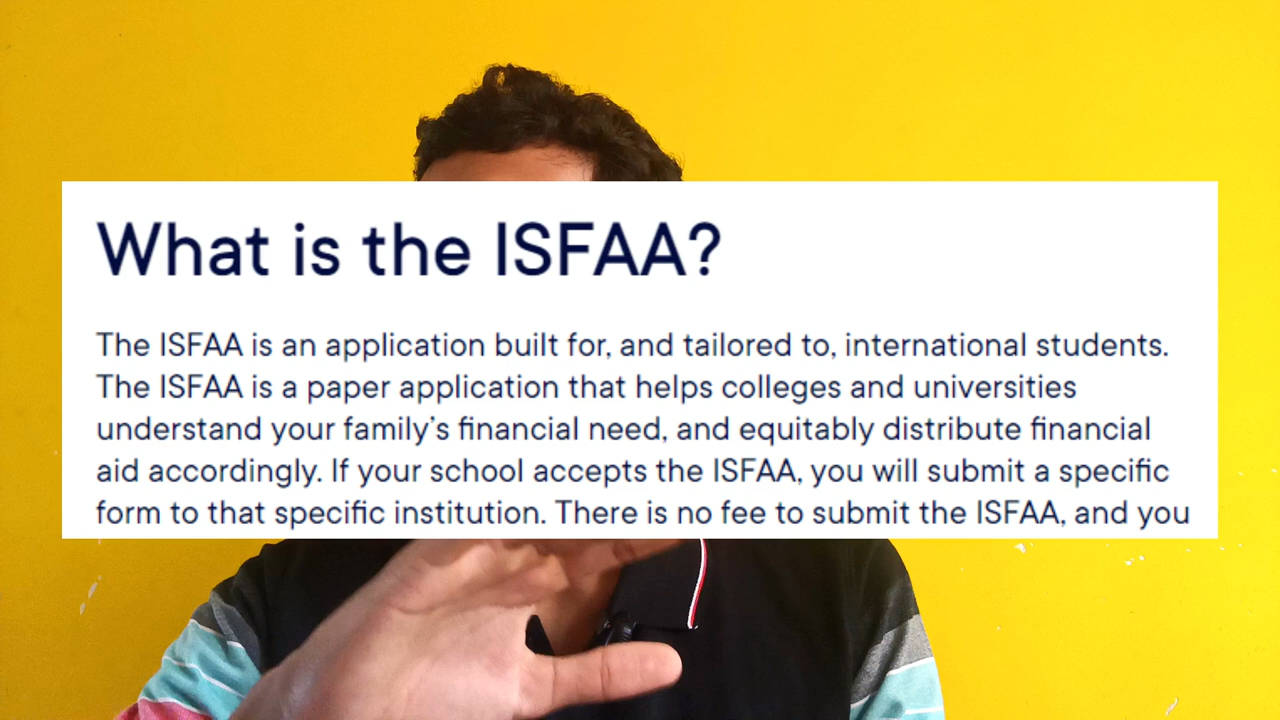 What is the ISFAA?
The ISFAA is an application built for, and tailored to, international students.
The ISFAA is a paper application that helps colleges and universities
understand your family’s financial need, and equitably distribute financial
aid accordingly. If your school accepts the ISFAA, you will submit a specific
form to that specific institution. There is no fee to submit the ISFAA, and you